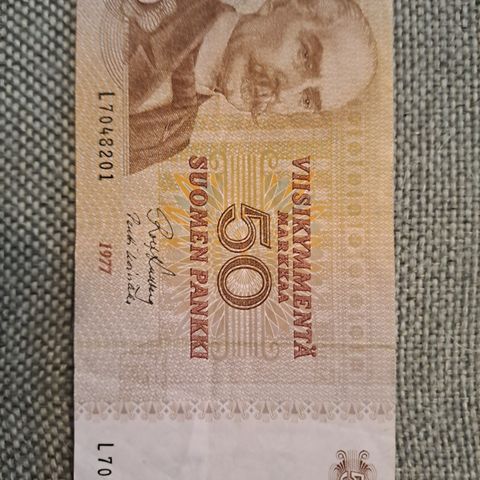 VIISIKYMMENTÄ
MARKKAA
50
SUOMEN PANKKI
1977
L7048201
L70